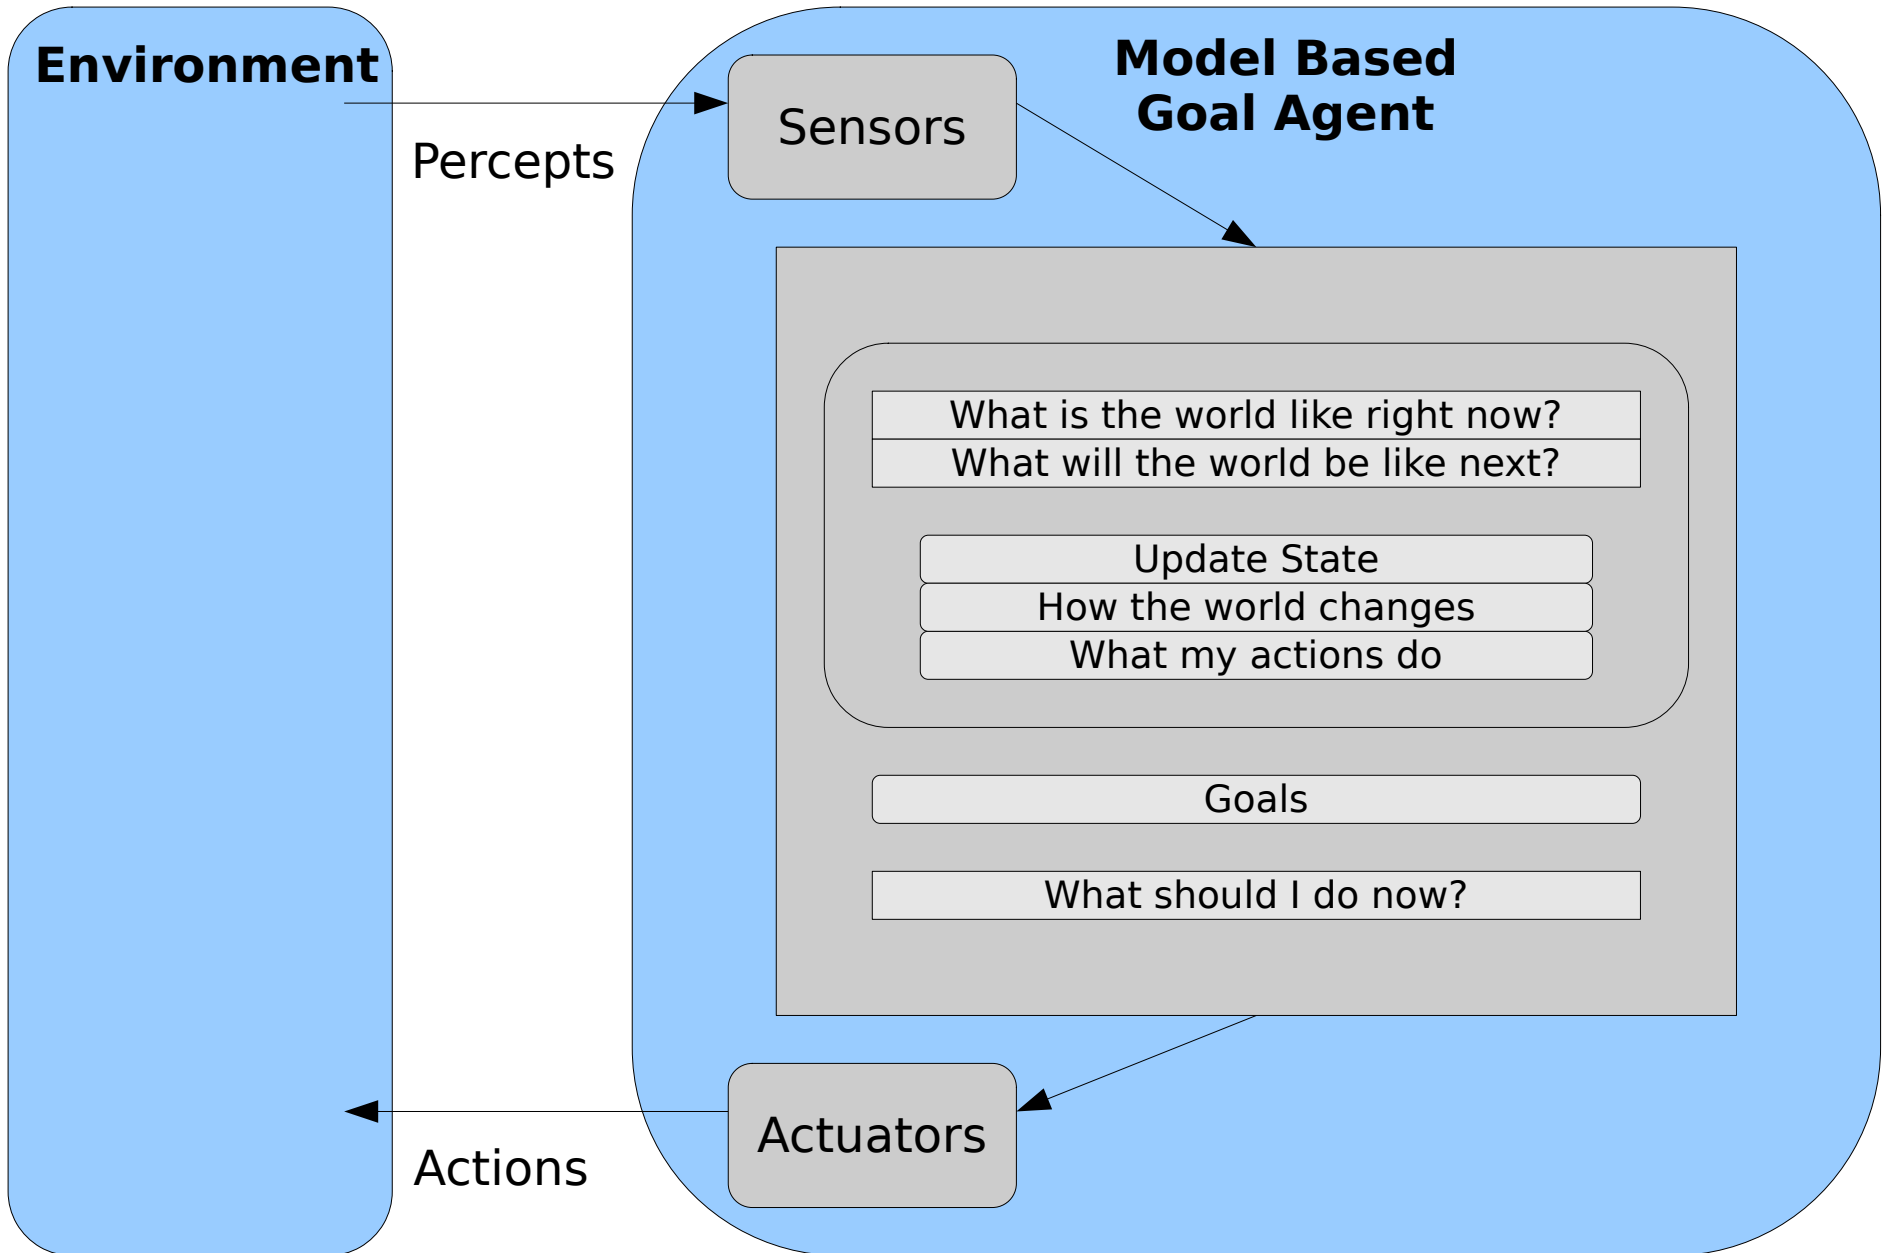 Environment
Model Based
Goal Agent
Sensors
Percepts
What is the world like right now?
What will the world be like next?
Update State
How the world changes
What my actions do
Goals
What should I do now?
Actuators
Actions